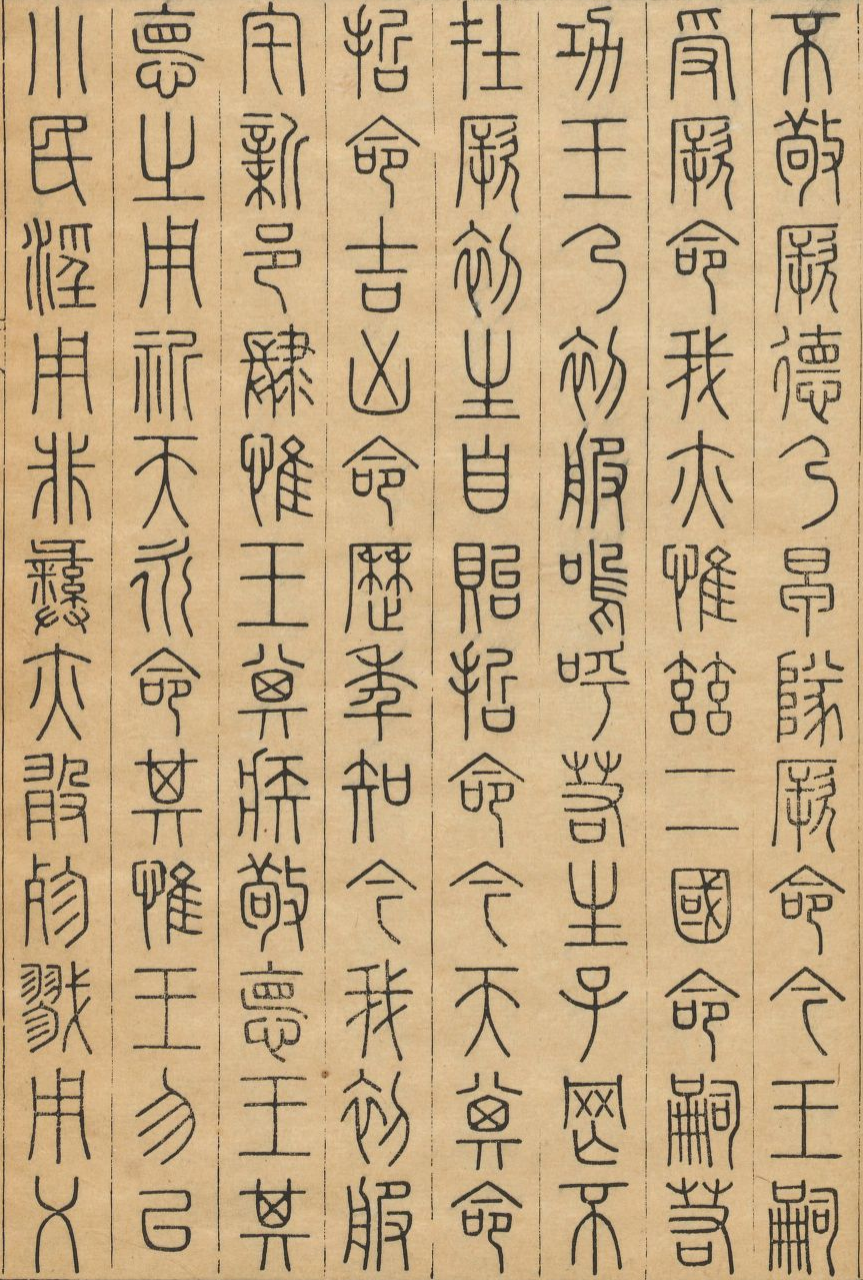 不敬厥德乃早隊厥命今王嗣
受厥命我亦惟茲二國命嗣若
功王乃初服嗚呼若生子罔不
在厥初生自貽哲命今天其命
哲命吉凶命歷年知今我初服
宅新邑肆惟王其疾敬悳王其
悳之用祈天永命其惟王勿以
小民淫用非彝亦敢殄戮用乂